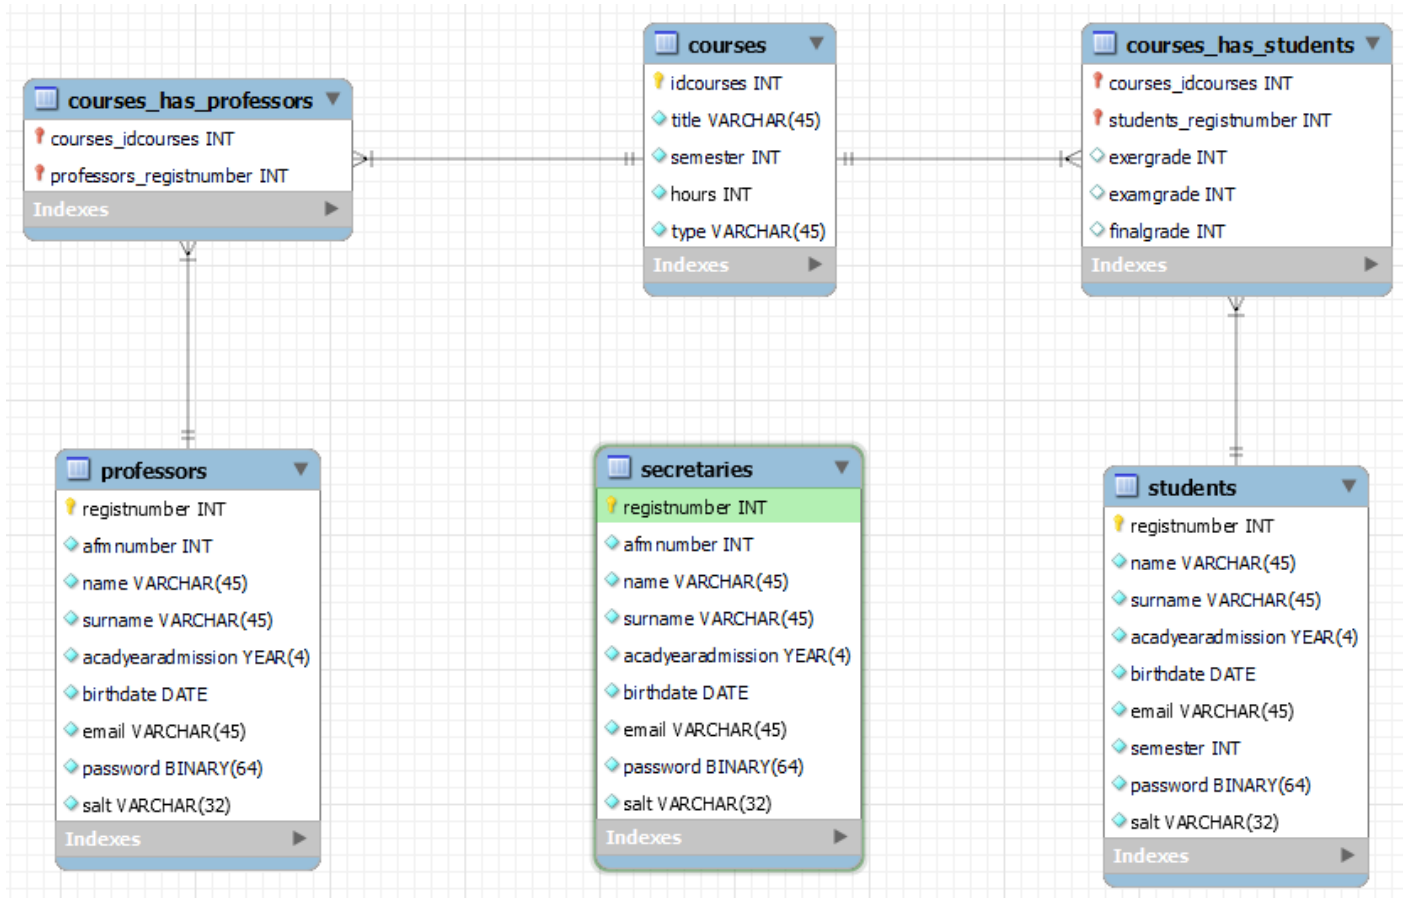 courses_has_professors
courses_idcourses INT
professors_registnumber INT
Indexes
courses
idcourses INT
title VARCHAR(45)
semester INT
hours INT
type VARCHAR(45)
Indexes
courses_has_students
courses_idcourses INT
students_registnumber INT
exergrade INT
examgrade INT
finalgrade INT
Indexes
professors
registnumber INT
afmnumber INT
name VARCHAR(45)
surname VARCHAR(45)
acadyearadmission YEAR(4)
birthdate DATE
email VARCHAR(45)
password BINARY(64)
salt VARCHAR(32)
Indexes
secretaries
registnumber INT
afmnumber INT
name VARCHAR(45)
surname VARCHAR(45)
acadyearadmission YEAR(4)
birthdate DATE
email VARCHAR(45)
password BINARY(64)
salt VARCHAR(32)
Indexes
students
registnumber INT
name VARCHAR(45)
surname VARCHAR(45)
acadyearadmission YEAR(4)
birthdate DATE
email VARCHAR(45)
semester INT
password BINARY(64)
salt VARCHAR(32)
Indexes